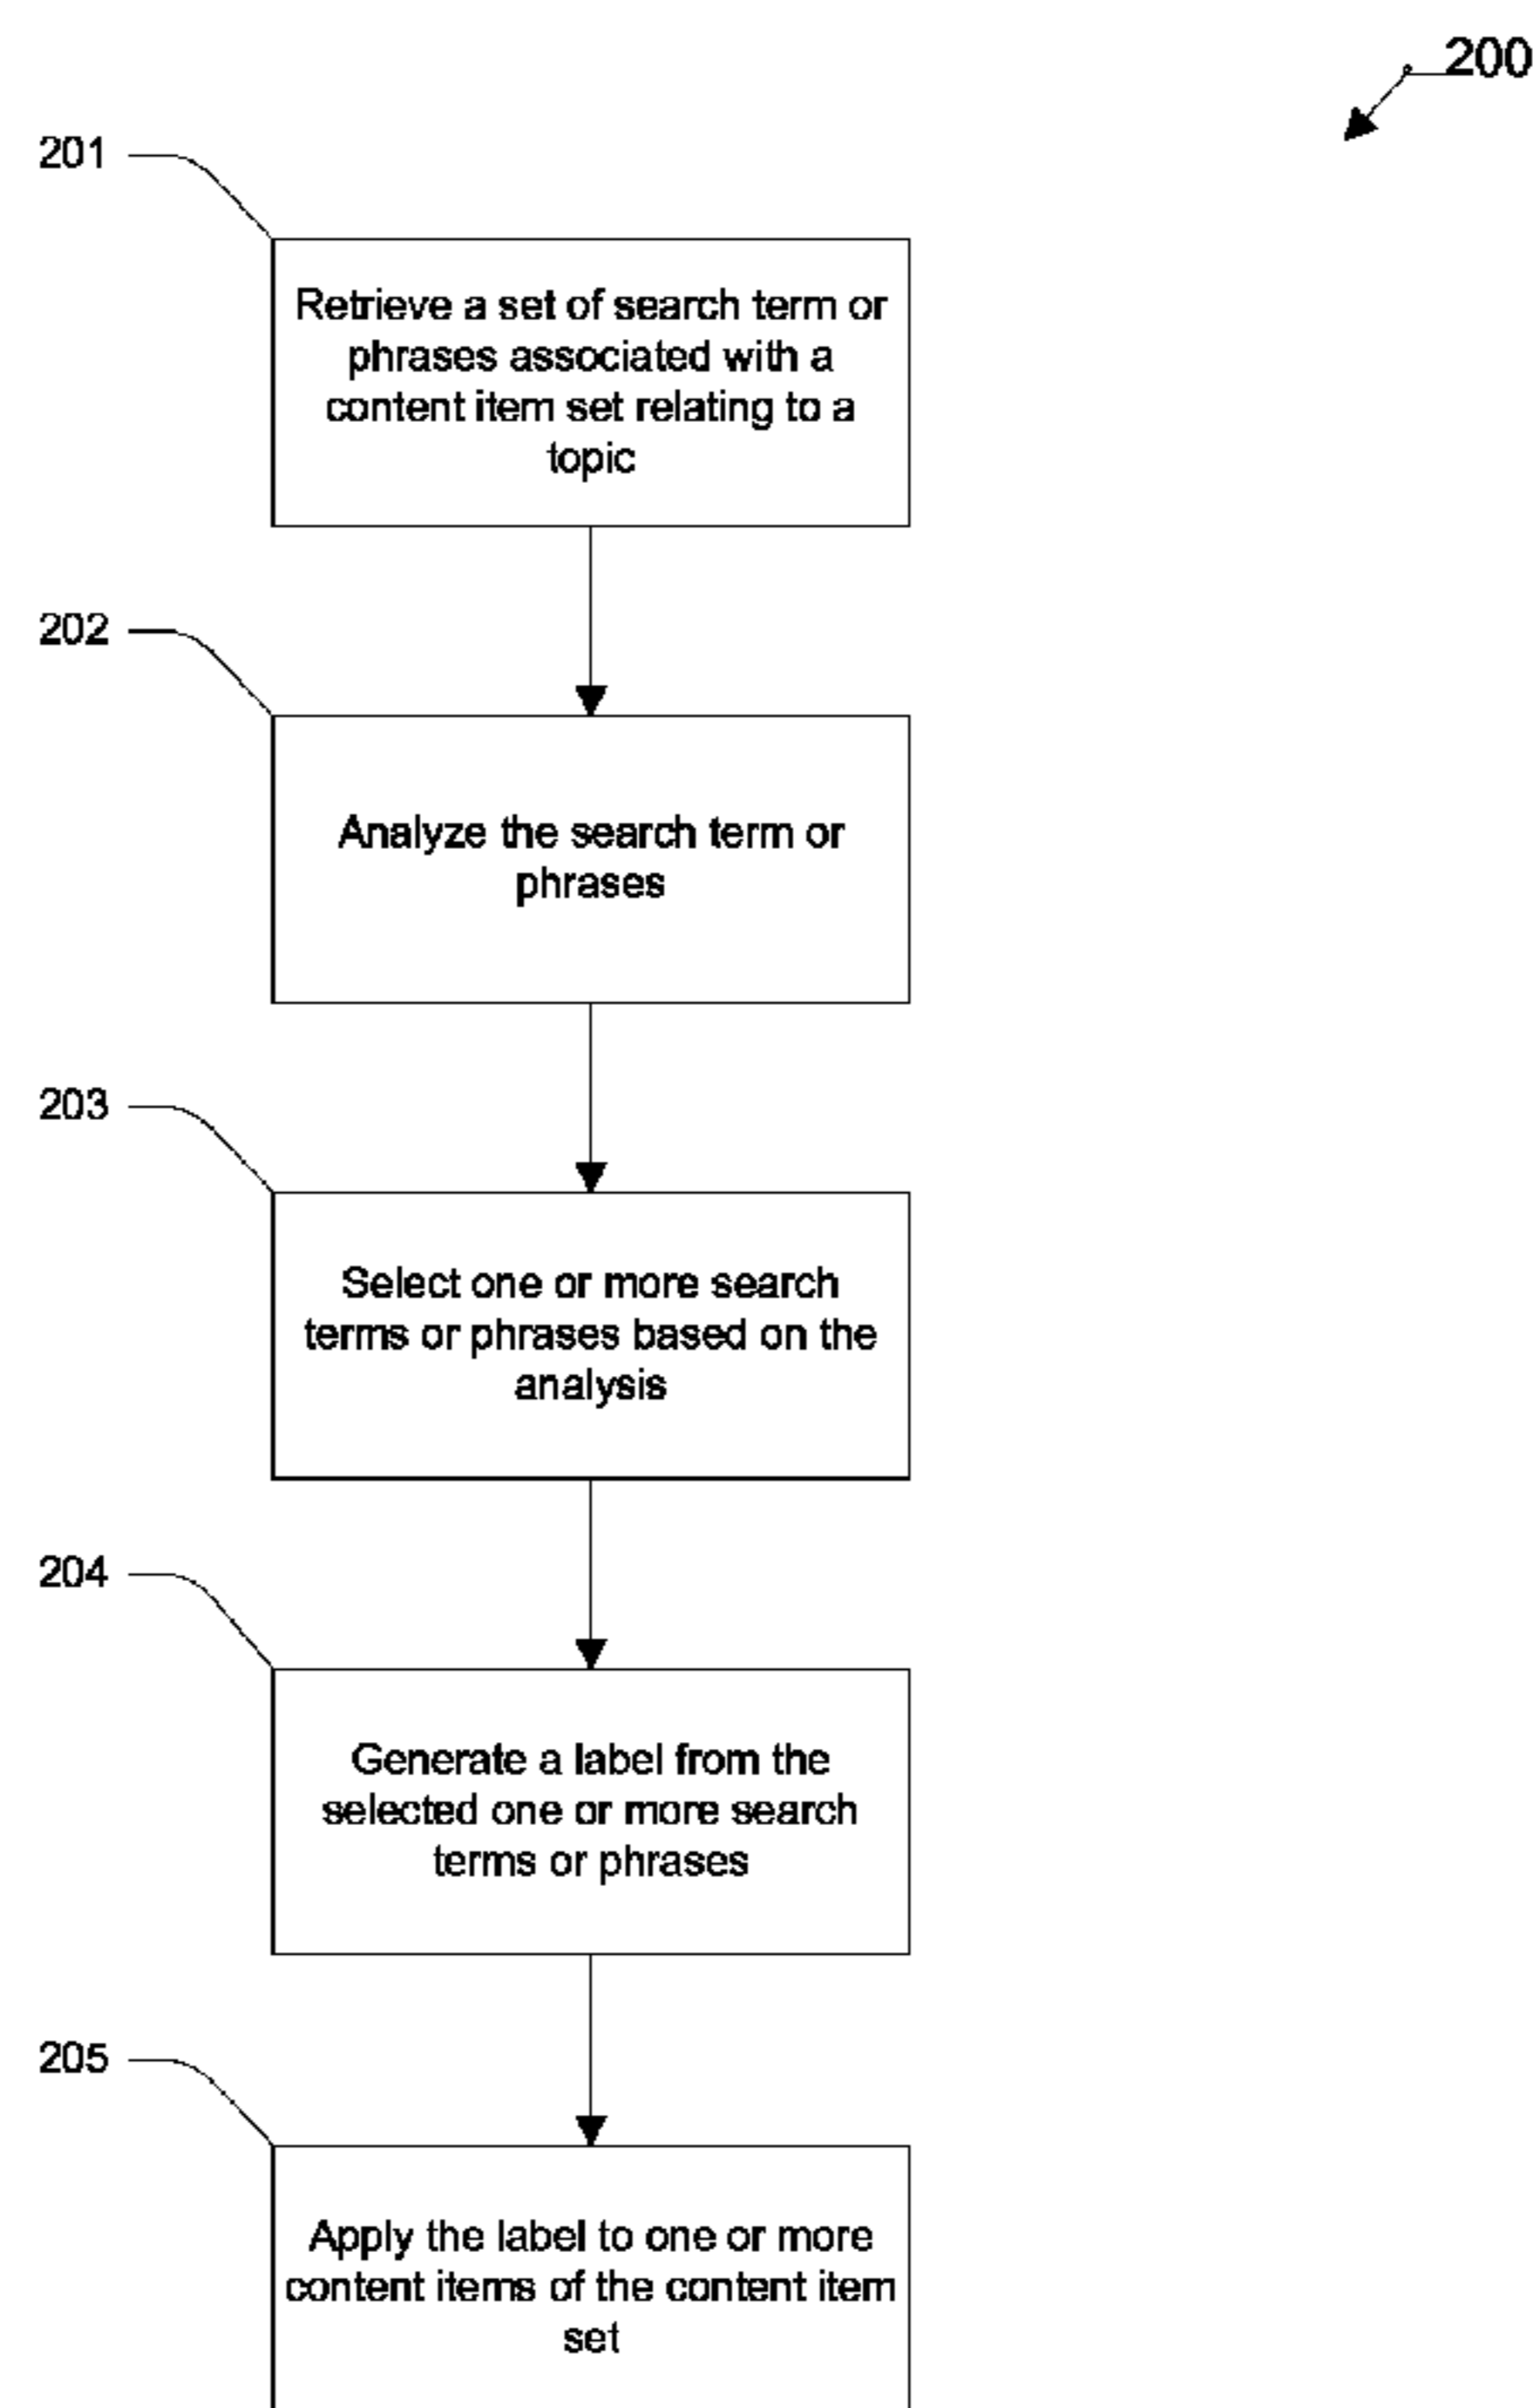 200
201
Retrieve a set of search term or
phrases associated with a
content item set relating to a
topic
202
Analyze the search term or
phrases
203
Select one or more search
terms or phrases based on the
analysis
204
Generate a label from the
selected one or more search
terms or phrases
205
Apply the label to one or more
content items of the content item
set